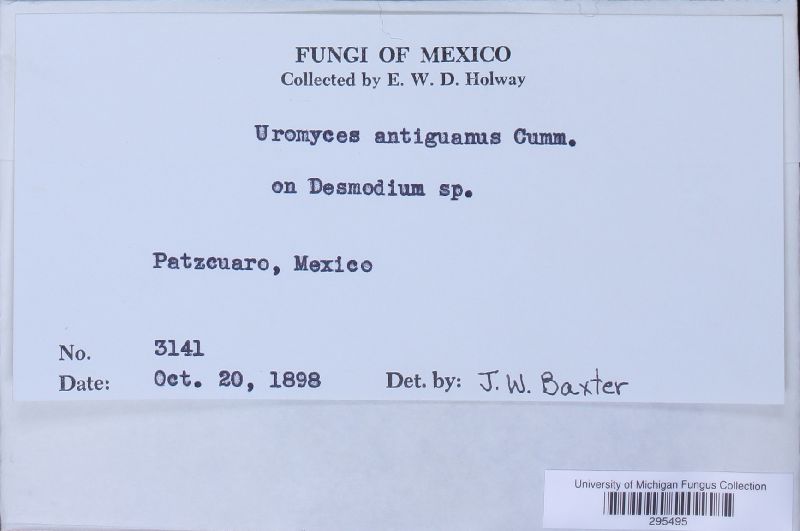 FUNGI OF MEXICO
Collected by E. W. D. Holway
Uromyces antiguanus Cumm.
on Desmodium sp.
Patzcuaro, Mexico
No. 3141
Date: Oct. 20, 1898 Det. by: J. W. Baxter
University of Michigan Fungus Collection
295495